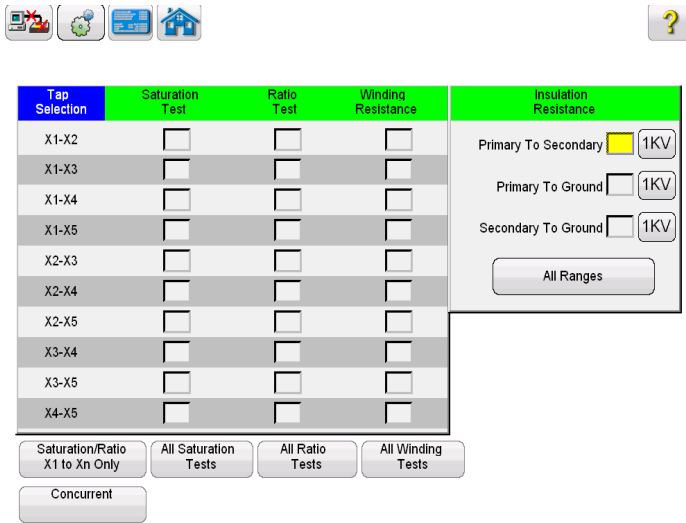 ?
Tap Selection
Saturation Test
Ratio Test
Winding Resistance
Insulation Resistance
X1-X2
X1-X3
X1-X4
X1-X5
X2-X3
X2-X4
X2-X5
X3-X4
X3-X5
X4-X5
Primary To Secondary 1KV
Primary To Ground 1KV
Secondary To Ground 1KV
All Ranges
Saturation/Ratio
X1 to Xn Only
All Saturation
Tests
All Ratio
Tests
All Winding
Tests
Concurrent